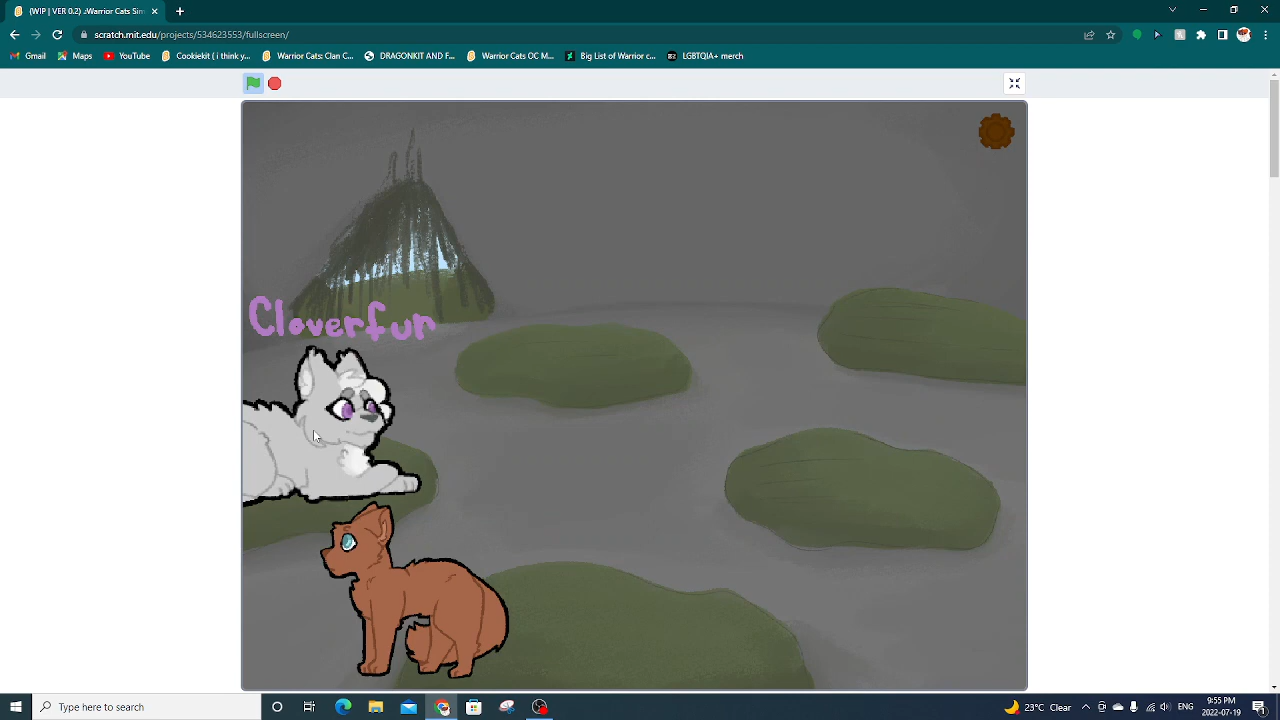 (WIP | VER 0.2) .:Warrior Cats Sim
scratch.mit.edu/projects/534623553/fullscreen/
Gmail Maps YouTube Cookiekit ( i think y... Warrior Cats: Clan C... DRAGONKIT AND F... Warrior Cats OC M... Big List of Warrior c... LGBTQIA+ merch
Cloverfur
Type here to search
23°C Clear
ENG
9:55 PM
2022-07-19